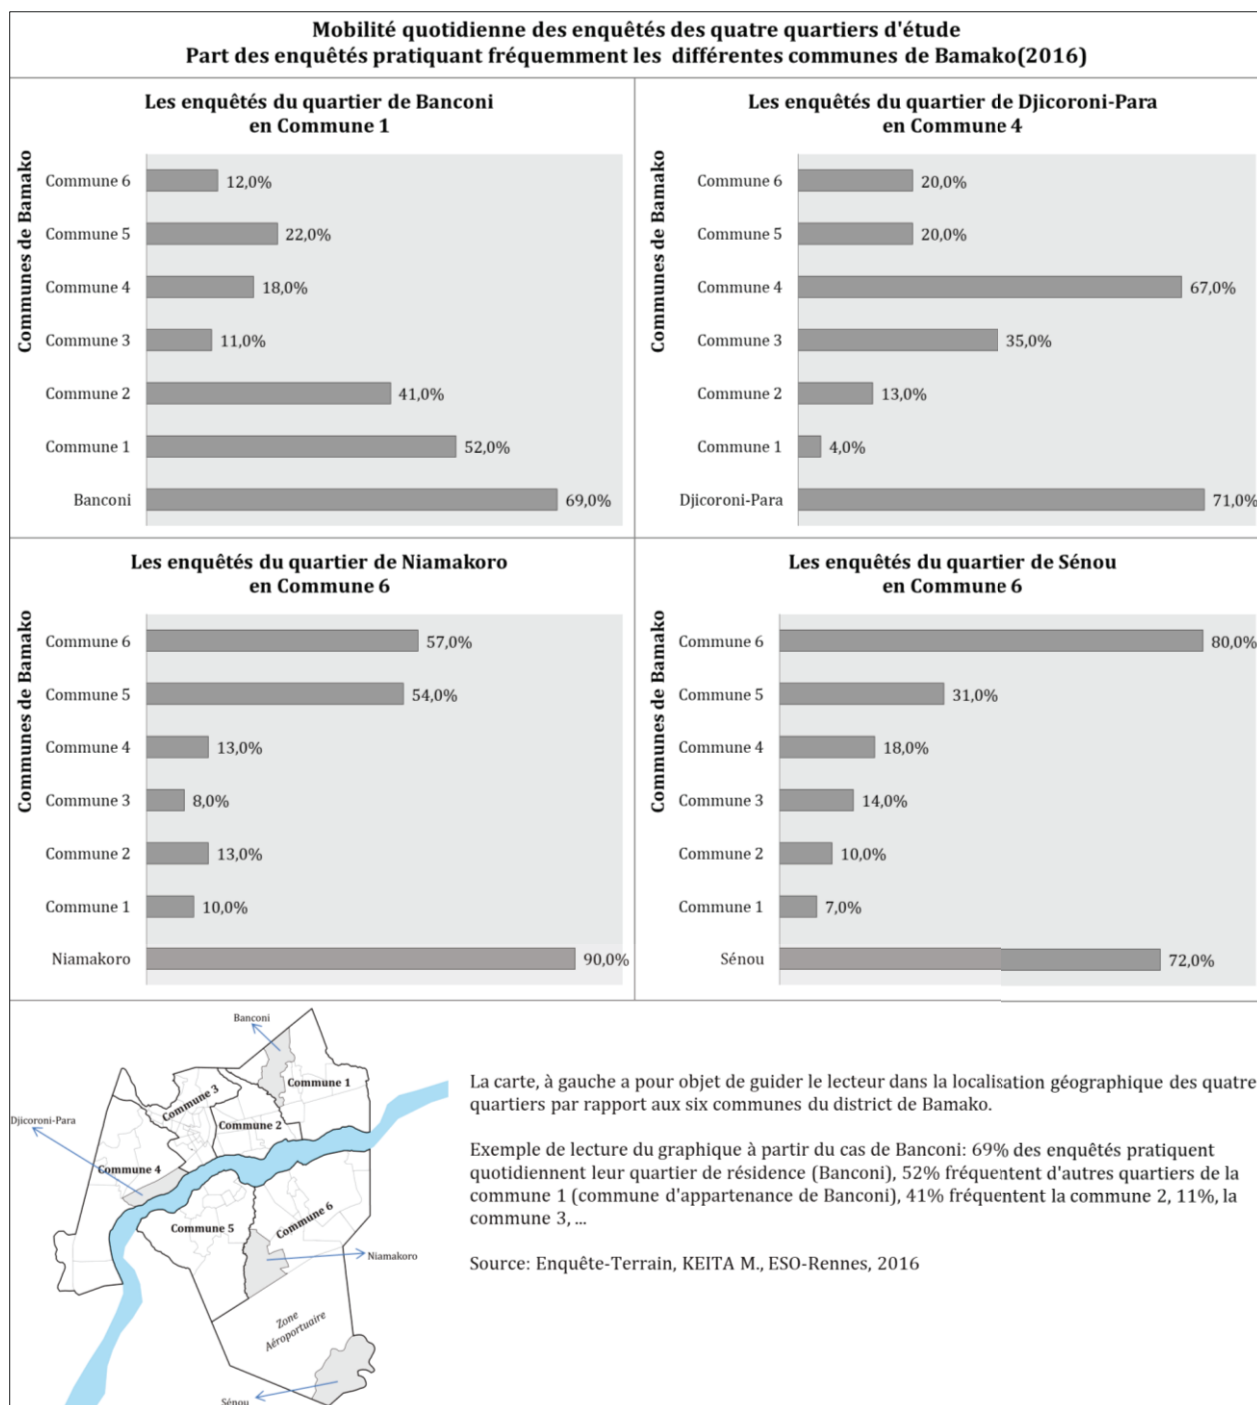 Mobilité quotidienne des enquêtés des quatre quartiers d'étude
Part des enquêtés pratiquant fréquemment les différentes communes de Bamako(2016)
Les enquêtés du quartier de Banconi
en Commune 1
Communes de Bamako
Commune 6
12,0%
Commune 5
22,0%
Commune 4
18,0%
Commune 3
11,0%
Commune 2
41,0%
Commune 1
52,0%
Banconi
69,0%
Les enquêtés du quartier de Djicoroni-Para
en Commune 4
Communes de Bamako
Commune 6
20,0%
Commune 5
20,0%
Commune 4
67,0%
Commune 3
35,0%
Commune 2
13,0%
Commune 1
4,0%
Djicoroni-Para
71,0%
Les enquêtés du quartier de Niamakoro
en Commune 6
Communes de Bamako
Commune 6
57,0%
Commune 5
54,0%
Commune 4
13,0%
Commune 3
8,0%
Commune 2
13,0%
Commune 1
10,0%
Niamakoro
90,0%
Les enquêtés du quartier de Sénou
en Commune 6
Communes de Bamako
Commune 6
80,0%
Commune 5
31,0%
Commune 4
18,0%
Commune 3
14,0%
Commune 2
10,0%
Commune 1
7,0%
Sénou
72,0%
Banconi
Commune 1
Commune 3
Djicoroni-Para
Commune 2
Commune 4
Commune 6
Commune 5
Niamakoro
Zone
Aéroportuaire
Sénou
La carte, à gauche a pour objet de guider le lecteur dans la localisation géographique des quatre
quartiers par rapport aux six communes du district de Bamako.
Exemple de lecture du graphique à partir du cas de Banconi: 69% des enquêtés pratiquent
quotidiennent leur quartier de résidence (Banconi), 52% fréquentent d'autres quartiers de la
commune 1 (commune d'appartenance de Banconi), 41% fréquentent la commune 2, 11%, la
commune 3, ...
Source: Enquête-Terrain, KEITA M., ESO-Rennes, 2016